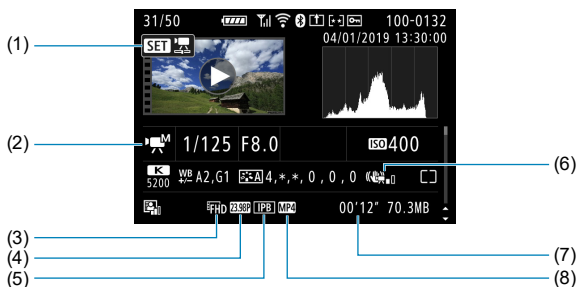 31/50 100-0132
04/01/2019 13:30:00
(1)
SET
(2)
M 1/125 F8.0 ISO 400
(6)
K 5200 WB +/- A2,G1 A 4,*,*,0,0,0
FHD 23.98P IPB MP4 00'12" 70.3MB
(3)
(4)
(5)
(7)
(8)